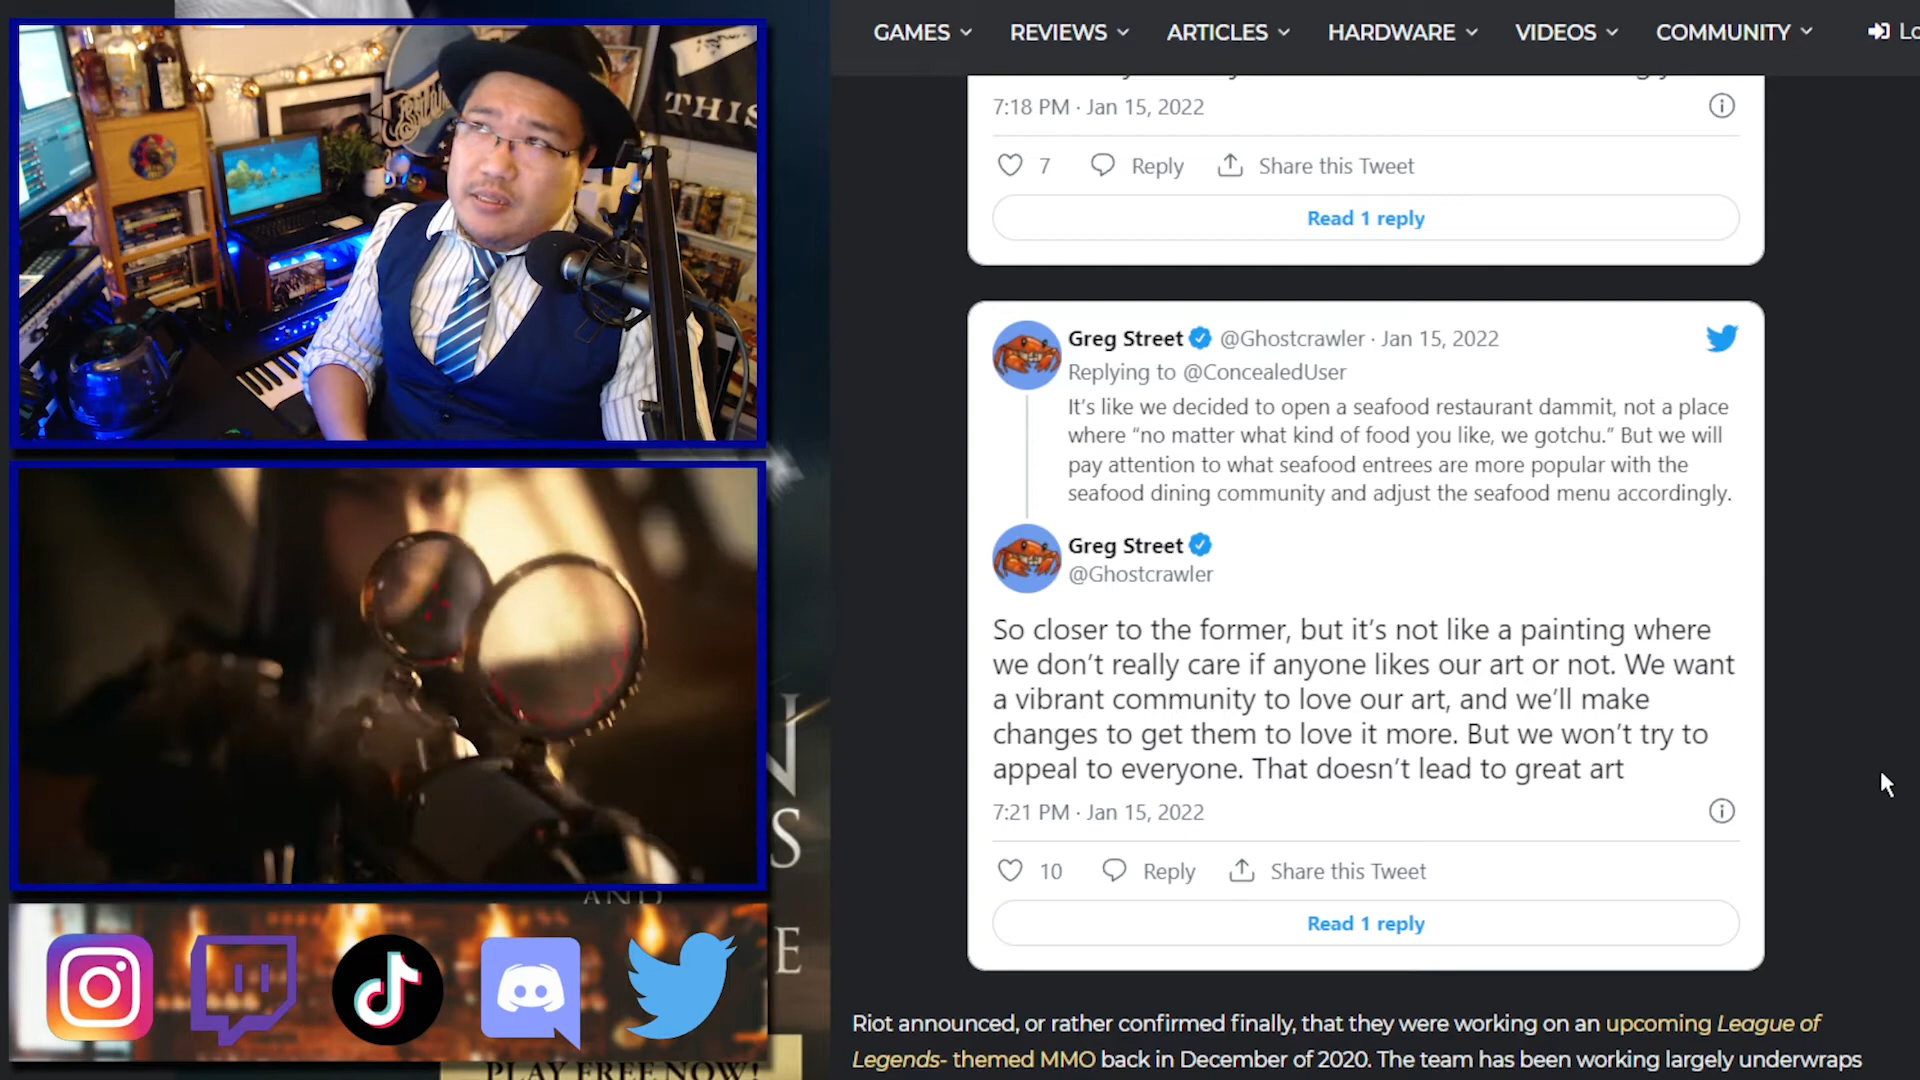 GAMES REVIEWS ARTICLES HARDWARE VIDEOS COMMUNITY
7:18 PM · Jan 15, 2022
7 Reply Share this Tweet
Read 1 reply
Greg Street @Ghostcrawler · Jan 15, 2022
Replying to @ConcealedUser
It's like we decided to open a seafood restaurant dammit, not a place
where “no matter what kind of food you like, we gotchu.” But we will
pay attention to what seafood entrees are more popular with the
seafood dining community and adjust the seafood menu accordingly.
Greg Street
@Ghostcrawler
So closer to the former, but it's not like a painting where
we don't really care if anyone likes our art or not. We want
a vibrant community to love our art, and we'll make
changes to get them to love it more. But we won't try to
appeal to everyone. That doesn't lead to great art
7:21 PM · Jan 15, 2022
10 Reply Share this Tweet
Read 1 reply
Riot announced, or rather confirmed finally, that they were working on an upcoming League of
Legends- themed MMO back in December of 2020. The team has been working largely underwraps
THIS
AND
PLAY FREE NOW!